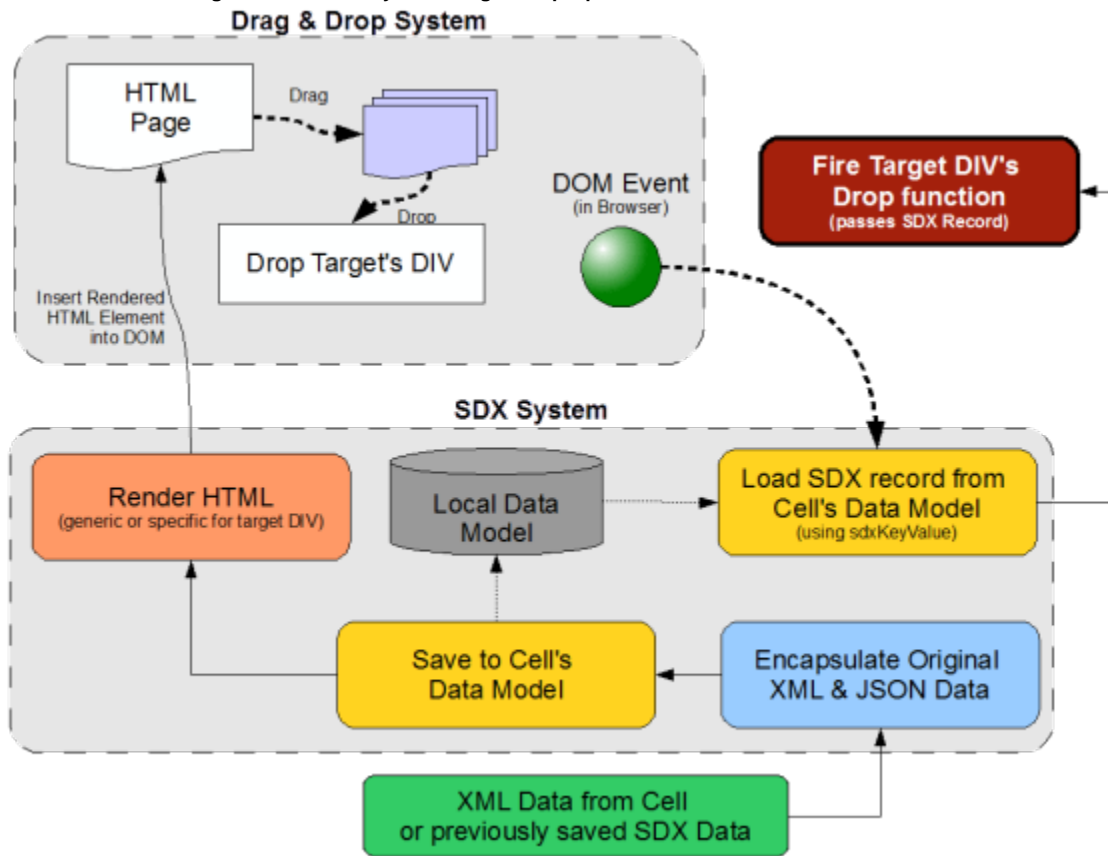 Drag & Drop System
HTML
Page
Drag
Drop
Drop Target's DIV
DOM Event
(in Browser)
Fire Target DIV's
Drop function
(passes SDX Record)
Insert Rendered
HTML Element
into DOM
SDX System
Render HTML
(generic or specific for target DIV)
Local Data
Model
Load SDX record from
Cell's Data Model
(using sdxKeyValue)
Save to Cell's
Data Model
Encapsulate Original
XML & JSON Data
XML Data from Cell
or previously saved SDX Data